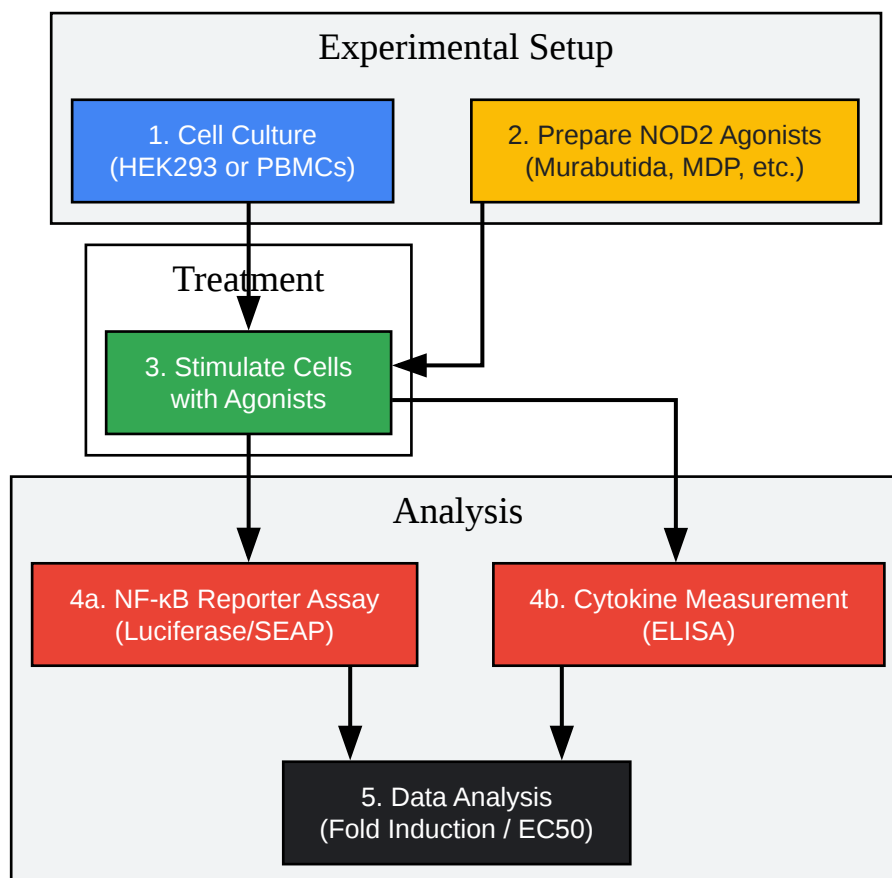 Experimental Setup
1. Cell Culture
(HEK293 or PBMCs)
2. Prepare NOD2 Agonists
(Murabutida, MDP, etc.)
Treatment
3. Stimulate Cells
with Agonists
Analysis
4a. NF-κB Reporter Assay
(Luciferase/SEAP)
4b. Cytokine Measurement
(ELISA)
5. Data Analysis
(Fold Induction / EC50)